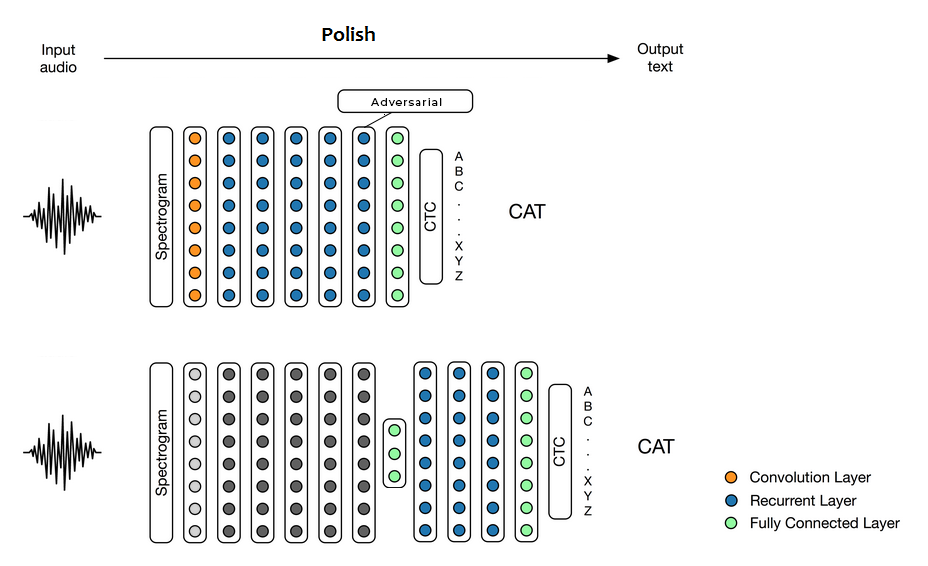 Polish
Input
audio
Output
text
Adversarial
Spectrogram
CTC
A
B
C
.
.
.
X
Y
Z
CAT
Spectrogram
CTC
A
B
C
.
.
.
X
Y
Z
CAT
Convolution Layer
Recurrent Layer
Fully Connected Layer